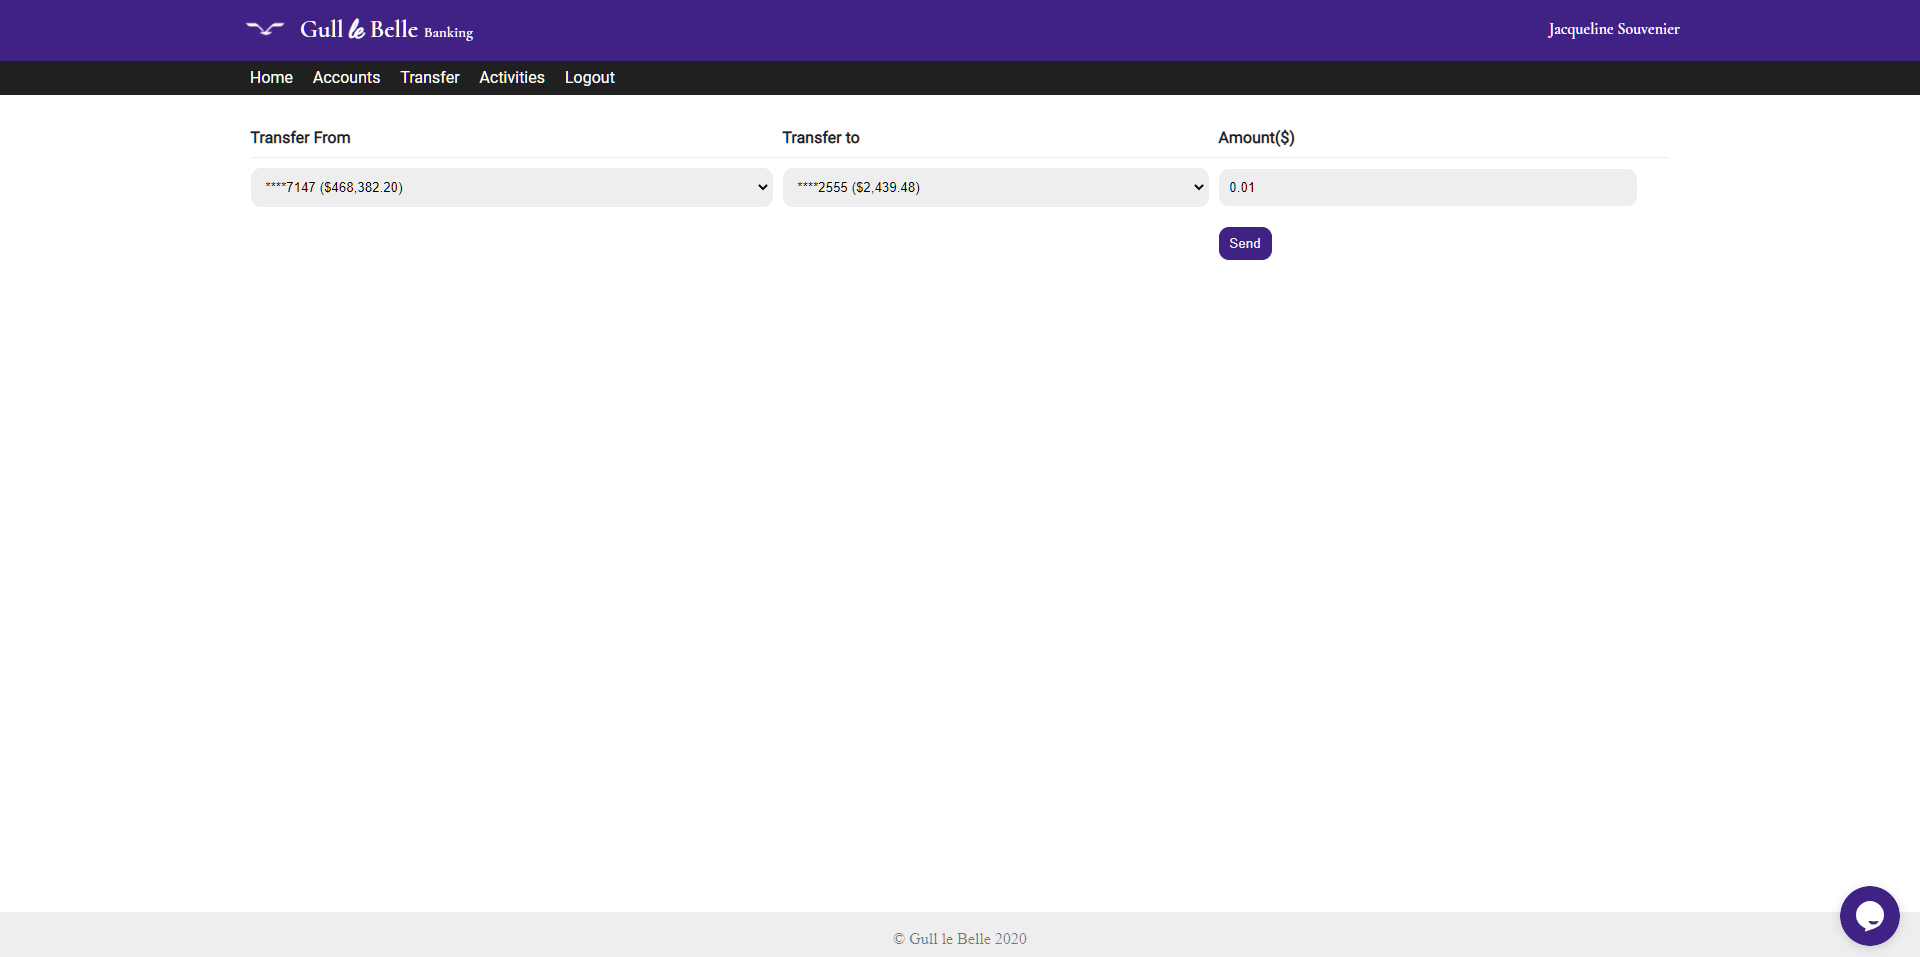 Gull le Belle Banking
Jacqueline Souvenier
Home Accounts Transfer Activities Logout
Transfer From Transfer to Amount($)
****7147 ($468,382.20) ****2555 ($2,439.48) 0.01
Send
© Gull le Belle 2020